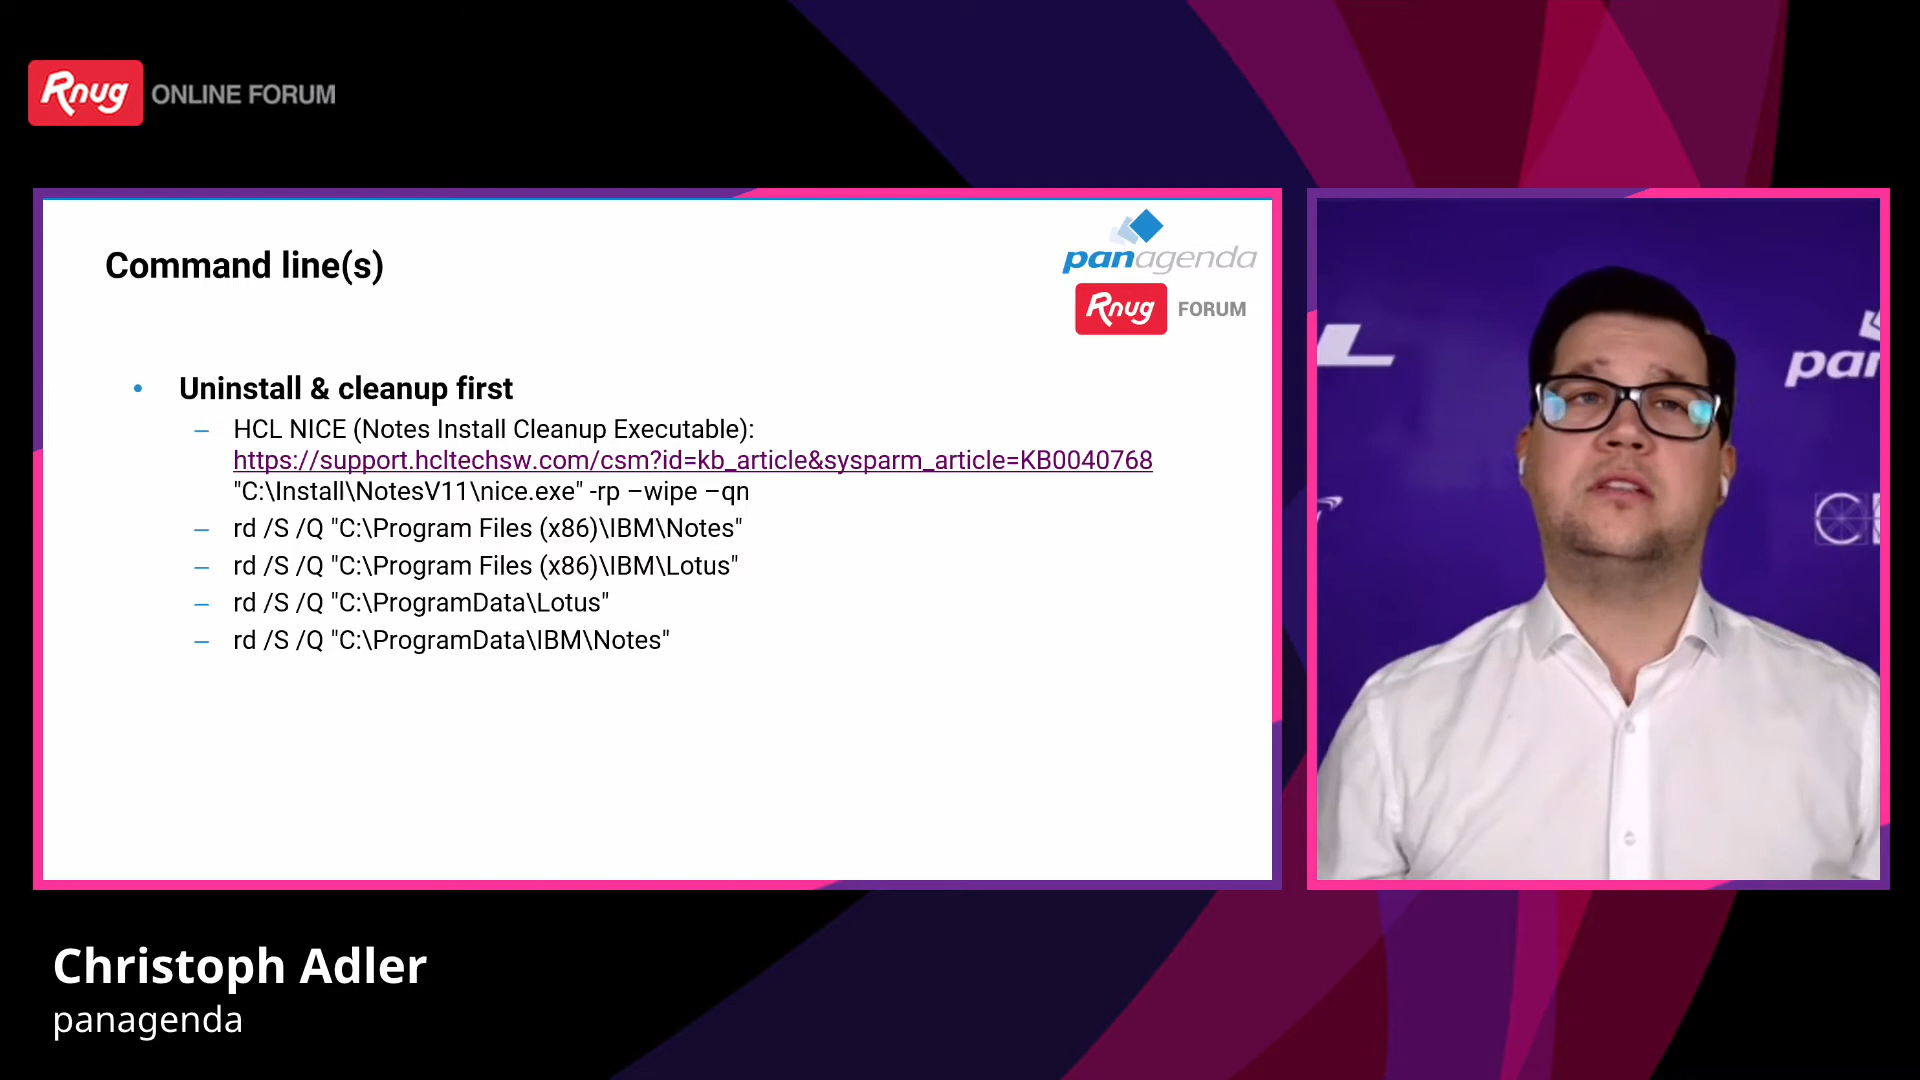 Rnug ONLINE FORUM
Command line(s)
panagenda
Rnug FORUM
• Uninstall & cleanup first
– HCL NICE (Notes Install Cleanup Executable):
https://support.hcltechsw.com/csm?id=kb_article&sysparm_article=KB0040768
"C:\Install\NotesV11\nice.exe" -rp –wipe –qn
– rd /S /Q "C:\Program Files (x86)\IBM\Notes"
– rd /S /Q "C:\Program Files (x86)\IBM\Lotus"
– rd /S /Q "C:\ProgramData\Lotus"
– rd /S /Q "C:\ProgramData\IBM\Notes"
L
pa
Christoph Adler
panagenda